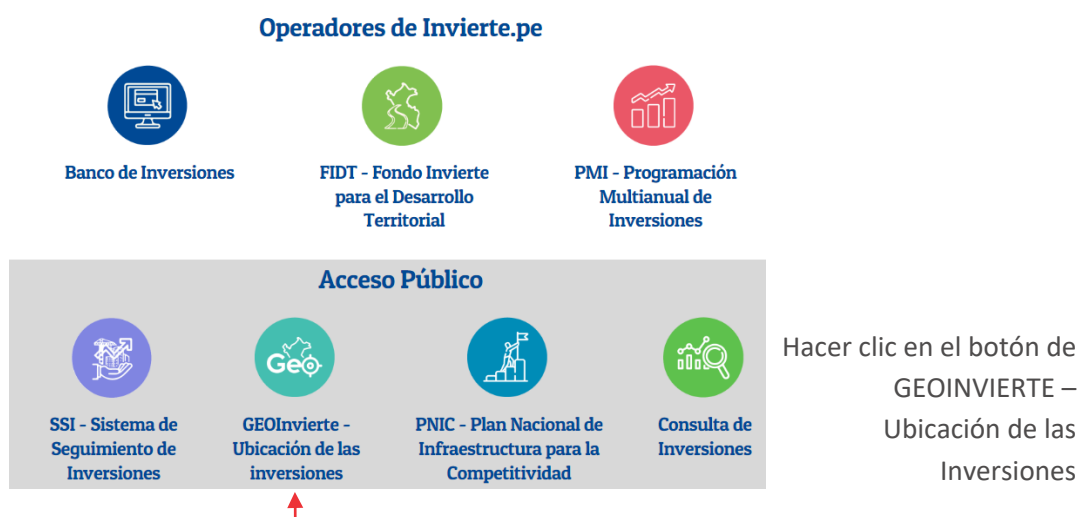 Operadores de Invierte.pe
Banco de Inversiones
FIDT - Fondo Invierte
para el Desarrollo
Territorial
PMI - Programación
Multianual de
Inversiones
Acceso Público
Geo
SSI - Sistema de
Seguimiento de
Inversiones
GEOInvierte -
Ubicación de las
inversiones
PNIC - Plan Nacional de
Infraestructura para la
Competitividad
Consulta de
Inversiones
Hacer clic en el botón de
GEOINVIERTE –
Ubicación de las
Inversiones